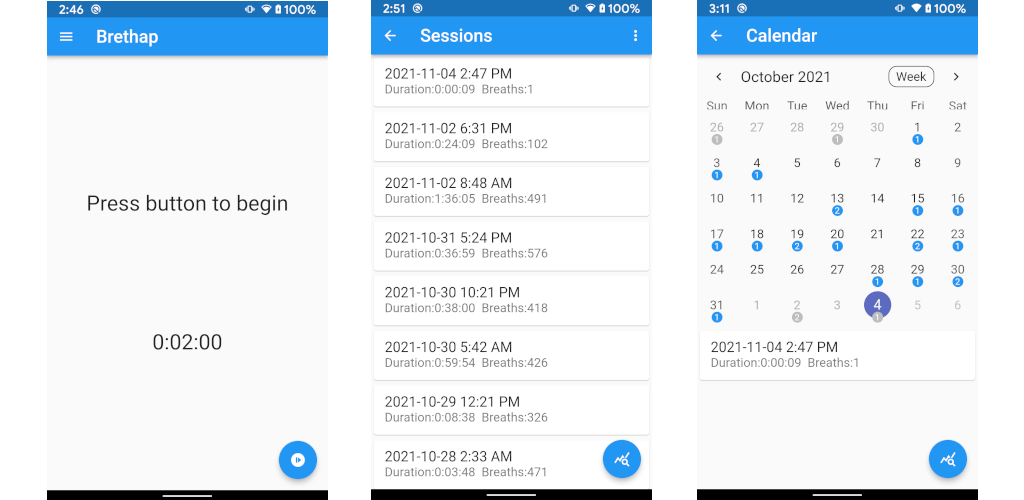 2:46 100%
Brethap
Press button to begin
0:02:00
2:51 100%
Sessions
2021-11-04 2:47 PM
Duration:0:00:09 Breaths:1
2021-11-02 6:31 PM
Duration:0:24:09 Breaths:102
2021-11-02 8:48 AM
Duration:1:36:05 Breaths:491
2021-10-31 5:24 PM
Duration:0:36:59 Breaths:576
2021-10-30 10:21 PM
Duration:0:38:00 Breaths:418
2021-10-30 5:42 AM
Duration:0:59:54 Breaths:426
2021-10-29 12:21 PM
Duration:0:08:38 Breaths:326
2021-10-28 2:33 AM
Duration:0:03:48 Breaths:471
3:11 100%
Calendar
October 2021 Week
Sun Mon Tue Wed Thu Fri Sat
26 27 28 29 30 1 2
1 1 1
3 4 5 6 7 8 9
1 1
10 11 12 13 14 15 16
2 1 1
17 18 19 20 21 22 23
1 1 2 1 2 1
24 25 26 27 28 29 30
1 1 2
31 1 2 3 4 5 6
1 2 1
2021-11-04 2:47 PM
Duration:0:00:09 Breaths:1